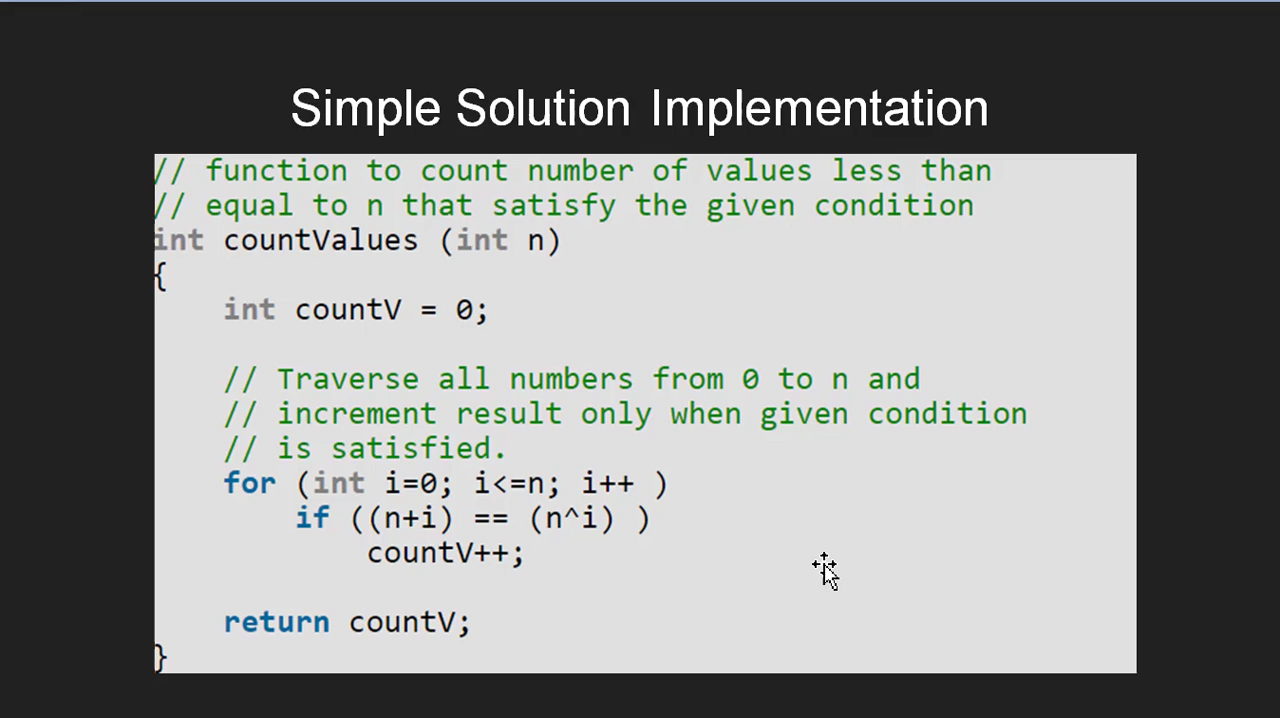 Simple Solution Implementation
// function to count number of values less than
// equal to n that satisfy the given condition
int countValues (int n)
{
    int countV = 0;
    // Traverse all numbers from 0 to n and
    // increment result only when given condition
    // is satisfied.
    for (int i=0; i<=n; i++ )
        if ((n+i) == (n^i) )
            countV++;
    return countV;
}